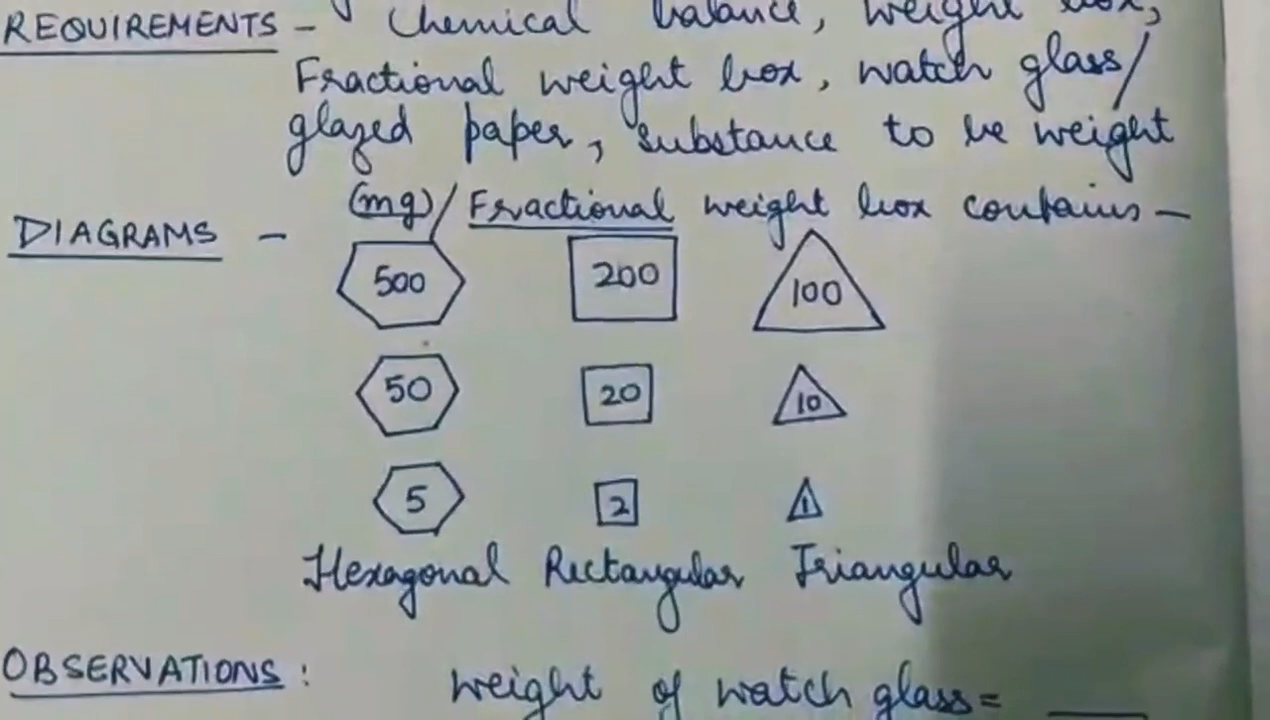 REQUIREMENTS - Chemical balance, weight box,
Fractional weight box, watch glass/
glazed paper, substance to be weight
DIAGRAMS - (mg)/Fractional weight box contains -
500 200 100
50 20 10
5 2 1
Hexagonal Rectangular Triangular
OBSERVATIONS: weight of watch glass = ___